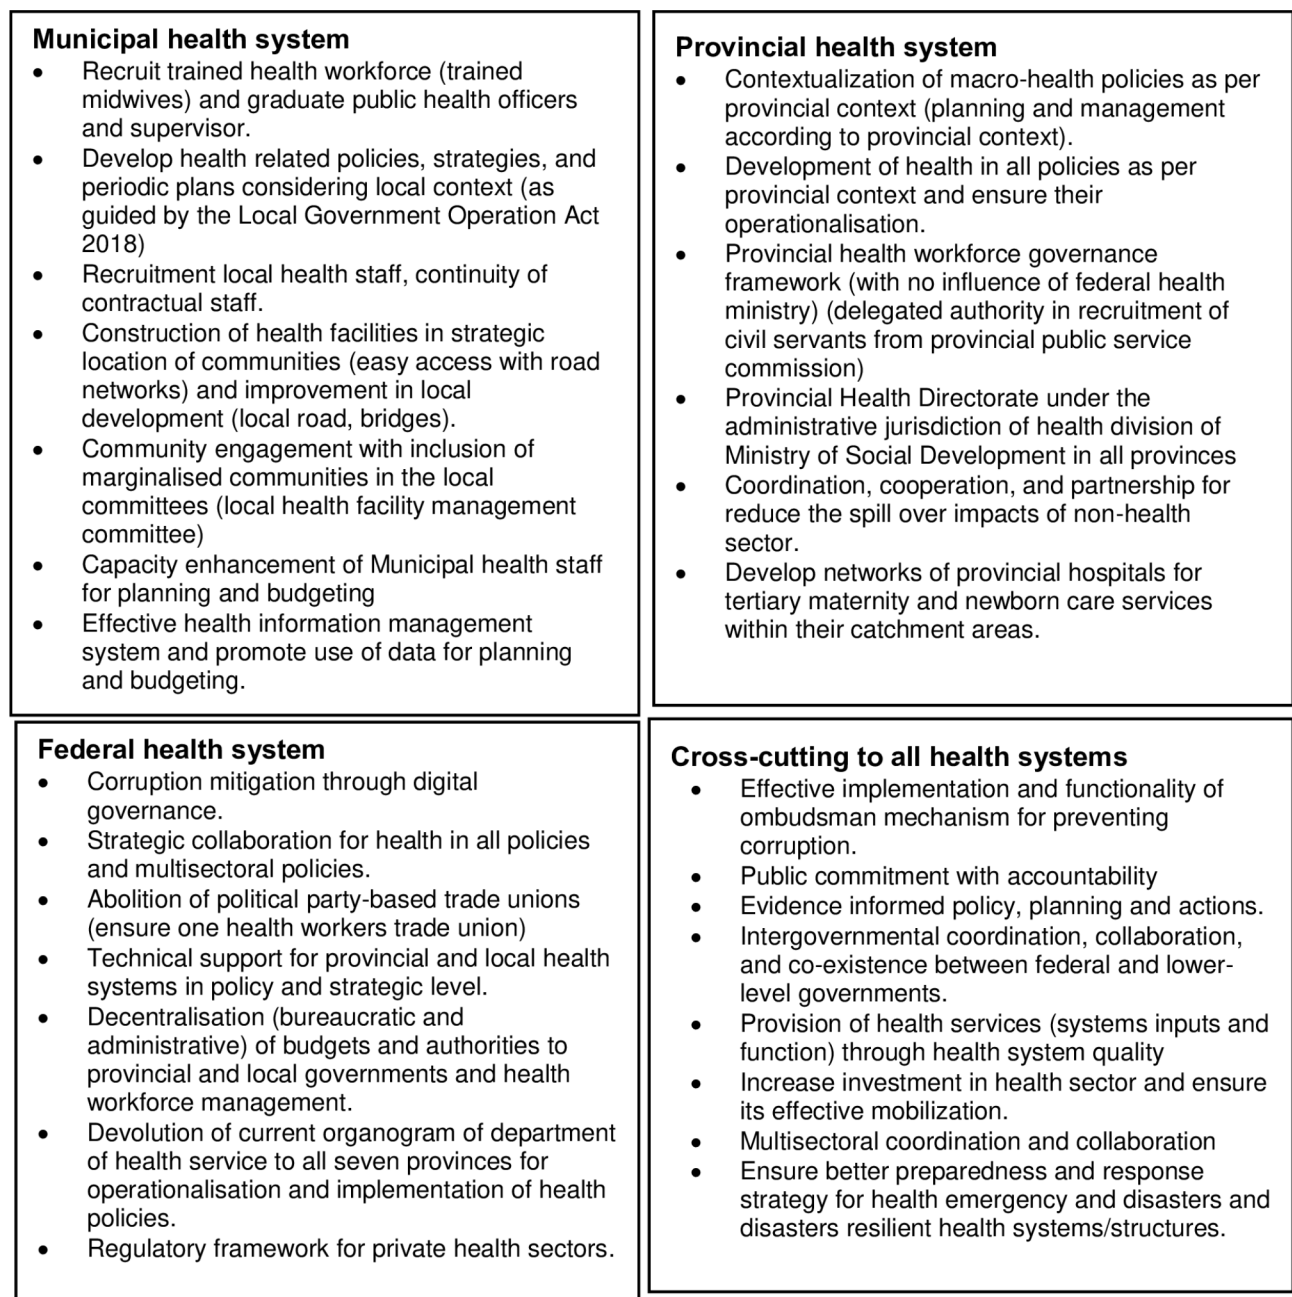 Municipal health system
• Recruit trained health workforce (trained
midwives) and graduate public health officers
and supervisor.
• Develop health related policies, strategies, and
periodic plans considering local context (as
guided by the Local Government Operation Act
2018)
• Recruitment local health staff, continuity of
contractual staff.
• Construction of health facilities in strategic
location of communities (easy access with road
networks) and improvement in local
development (local road, bridges).
• Community engagement with inclusion of
marginalised communities in the local
committees (local health facility management
committee)
• Capacity enhancement of Municipal health staff
for planning and budgeting
• Effective health information management
system and promote use of data for planning
and budgeting.
Provincial health system
• Contextualization of macro-health policies as per
provincial context (planning and management
according to provincial context).
• Development of health in all policies as per
provincial context and ensure their
operationalisation.
• Provincial health workforce governance
framework (with no influence of federal health
ministry) (delegated authority in recruitment of
civil servants from provincial public service
commission)
• Provincial Health Directorate under the
administrative jurisdiction of health division of
Ministry of Social Development in all provinces
• Coordination, cooperation, and partnership for
reduce the spill over impacts of non-health
sector.
• Develop networks of provincial hospitals for
tertiary maternity and newborn care services
within their catchment areas.
Federal health system
• Corruption mitigation through digital
governance.
• Strategic collaboration for health in all policies
and multisectoral policies.
• Abolition of political party-based trade unions
(ensure one health workers trade union)
• Technical support for provincial and local health
systems in policy and strategic level.
• Decentralisation (bureaucratic and
administrative) of budgets and authorities to
provincial and local governments and health
workforce management.
• Devolution of current organogram of department
of health service to all seven provinces for
operationalisation and implementation of health
policies.
• Regulatory framework for private health sectors.
Cross-cutting to all health systems
• Effective implementation and functionality of
ombudsman mechanism for preventing
corruption.
• Public commitment with accountability
• Evidence informed policy, planning and actions.
• Intergovernmental coordination, collaboration,
and co-existence between federal and lower-
level governments.
• Provision of health services (systems inputs and
function) through health system quality
• Increase investment in health sector and ensure
its effective mobilization.
• Multisectoral coordination and collaboration
• Ensure better preparedness and response
strategy for health emergency and disasters and
disasters resilient health systems/structures.